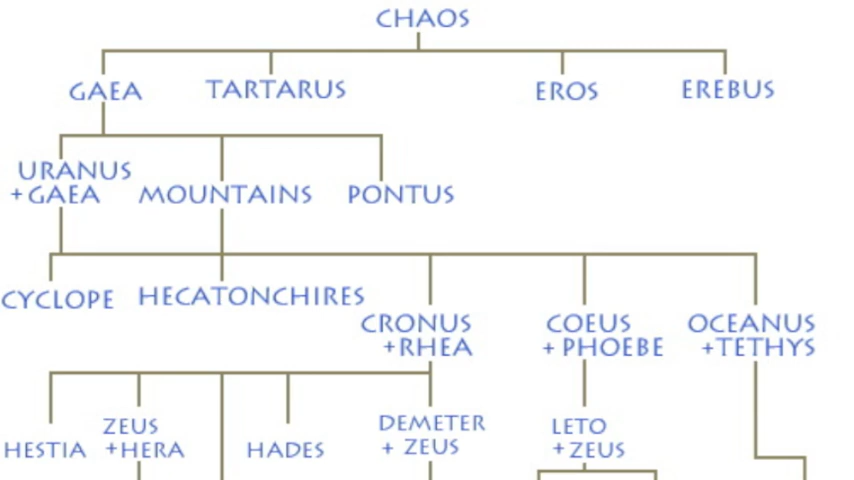 CHAOS
GAEA TARTARUS EROS EREBUS
URANUS
+GAEA MOUNTAINS PONTUS
CYCLOPE HECATONCHIRES
CRONUS COEUS OCEANUS
+RHEA + PHOEBE +TETHYS
ZEUS DEMETER LETO
HESTIA +HERA HADES + ZEUS +ZEUS